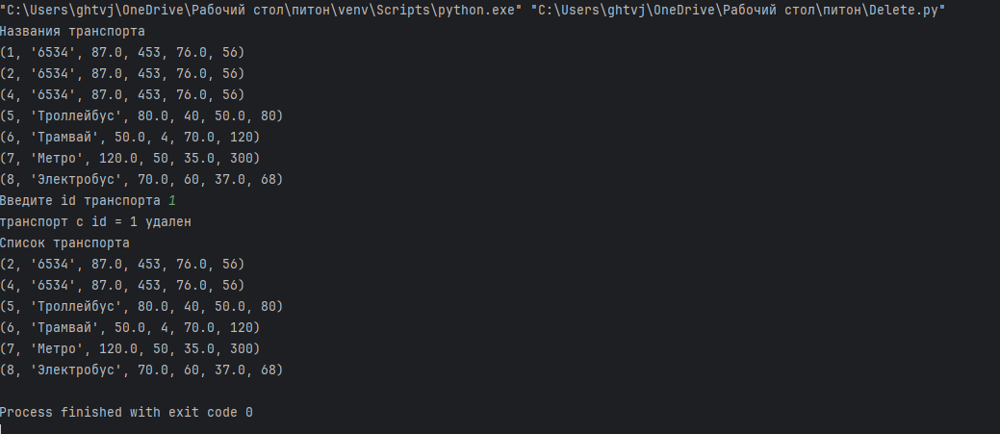 "C:\Users\ghtvj\OneDrive\Рабочий стол\питон\venv\Scripts\python.exe" "C:\Users\ghtvj\OneDrive\Рабочий стол\питон\Delete.py"
Названия транспорта
(1, '6534', 87.0, 453, 76.0, 56)
(2, '6534', 87.0, 453, 76.0, 56)
(4, '6534', 87.0, 453, 76.0, 56)
(5, 'Троллейбус', 80.0, 40, 50.0, 80)
(6, 'Трамвай', 50.0, 4, 70.0, 120)
(7, 'Метро', 120.0, 50, 35.0, 300)
(8, 'Электробус', 70.0, 60, 37.0, 68)
Введите id транспорта 1
транспорт с id = 1 удален
Список транспорта
(2, '6534', 87.0, 453, 76.0, 56)
(4, '6534', 87.0, 453, 76.0, 56)
(5, 'Троллейбус', 80.0, 40, 50.0, 80)
(6, 'Трамвай', 50.0, 4, 70.0, 120)
(7, 'Метро', 120.0, 50, 35.0, 300)
(8, 'Электробус', 70.0, 60, 37.0, 68)
Process finished with exit code 0